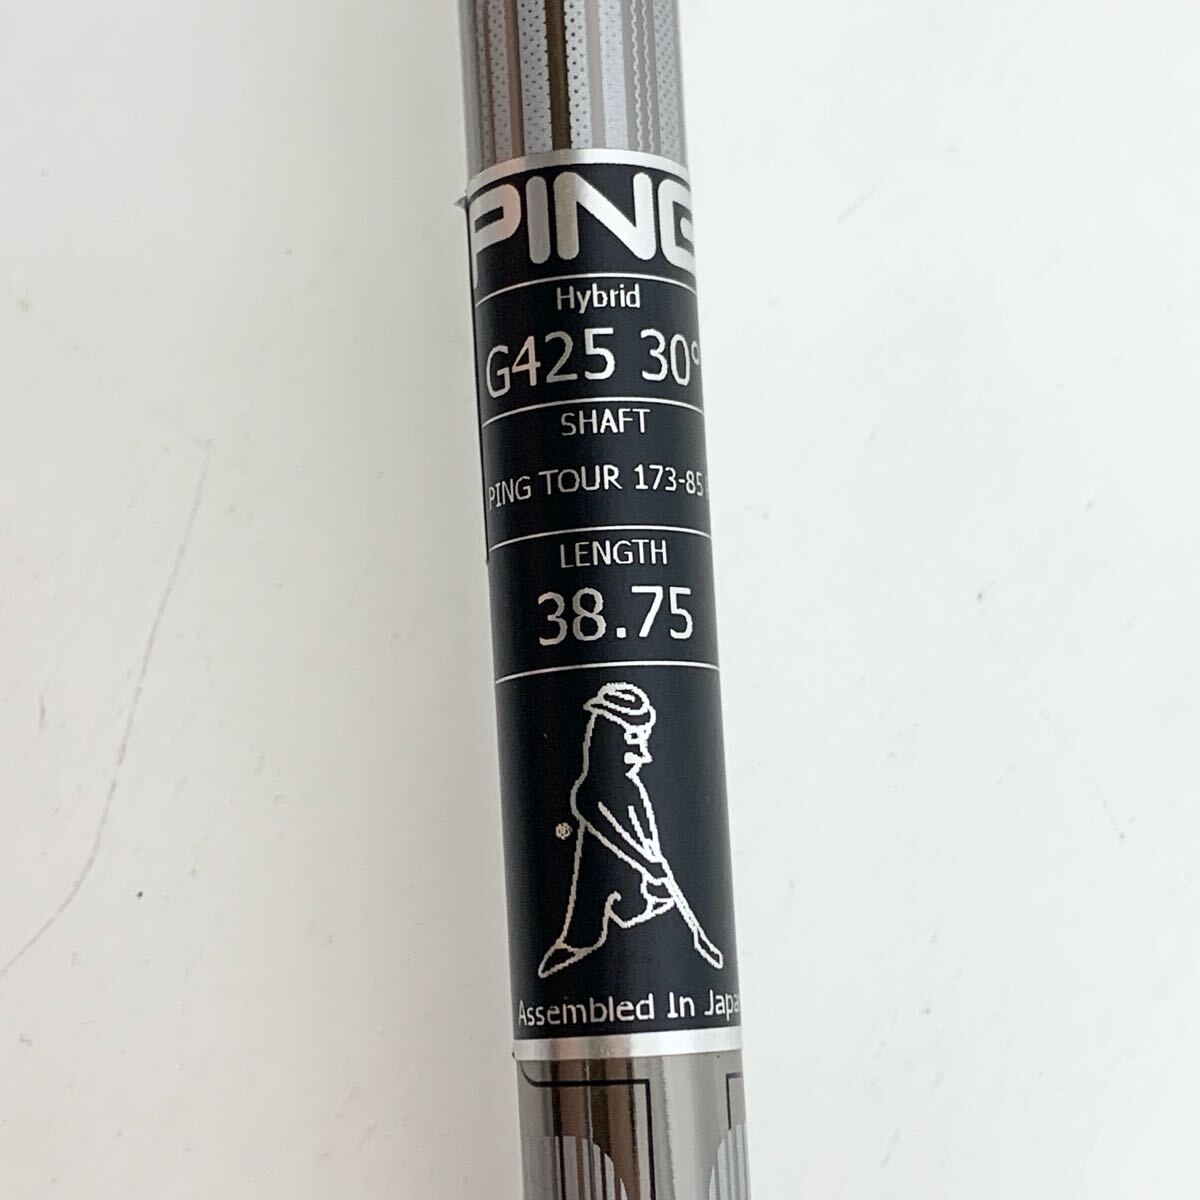 PING
Hybrid
G425 30°
SHAFT
PING TOUR 173-85
LENGTH
38.75
Assembled In Japa